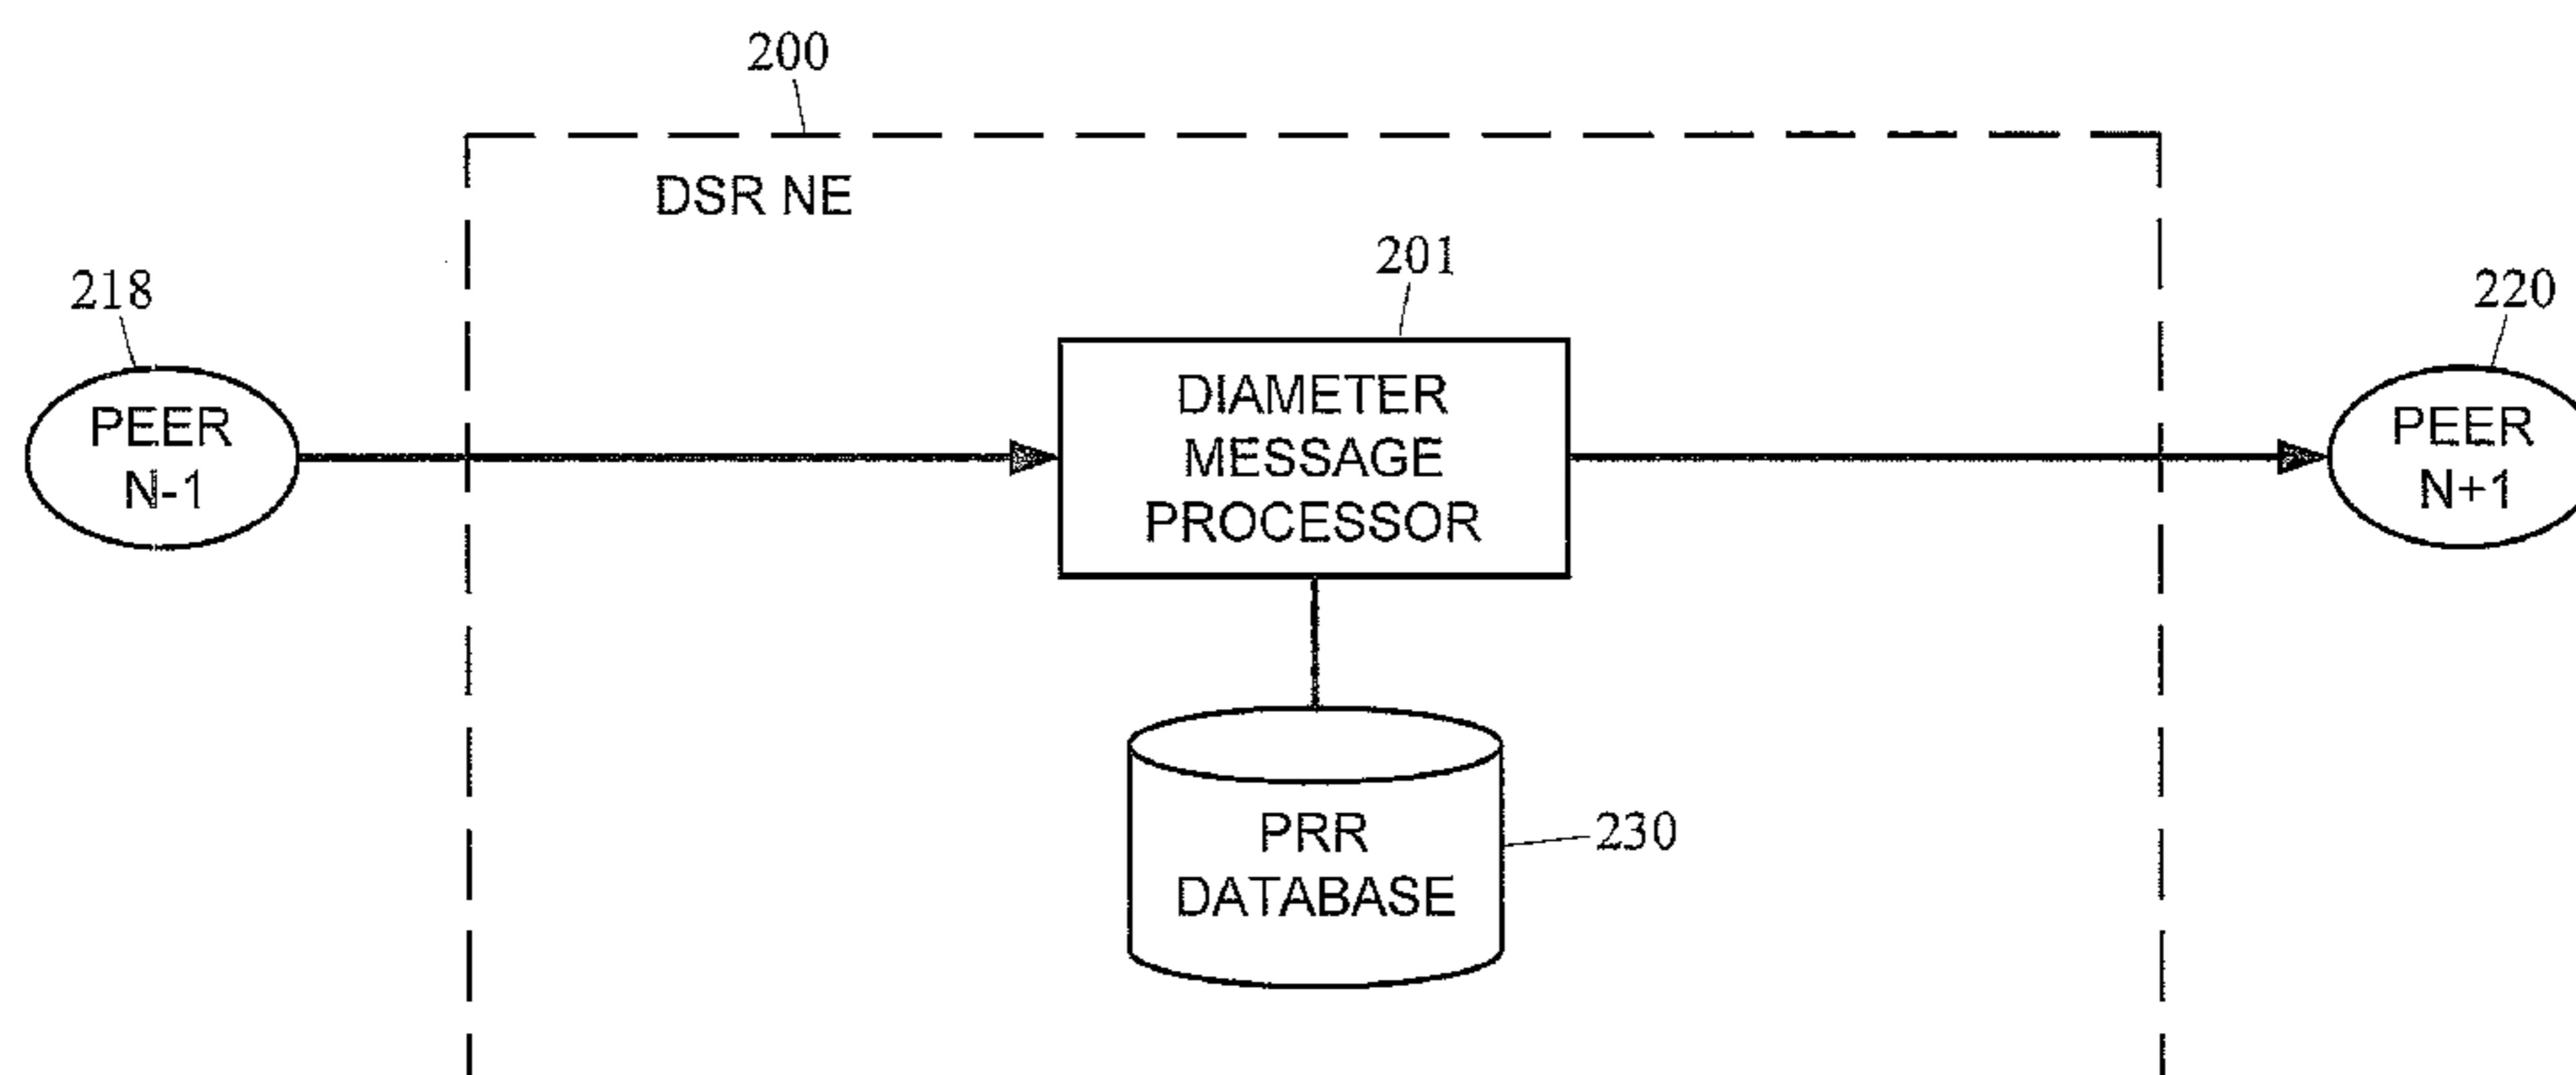 200
DSR NE
201
218
220
PEER
N-1
DIAMETER
MESSAGE
PROCESSOR
PEER
N+1
PRR
DATABASE
230